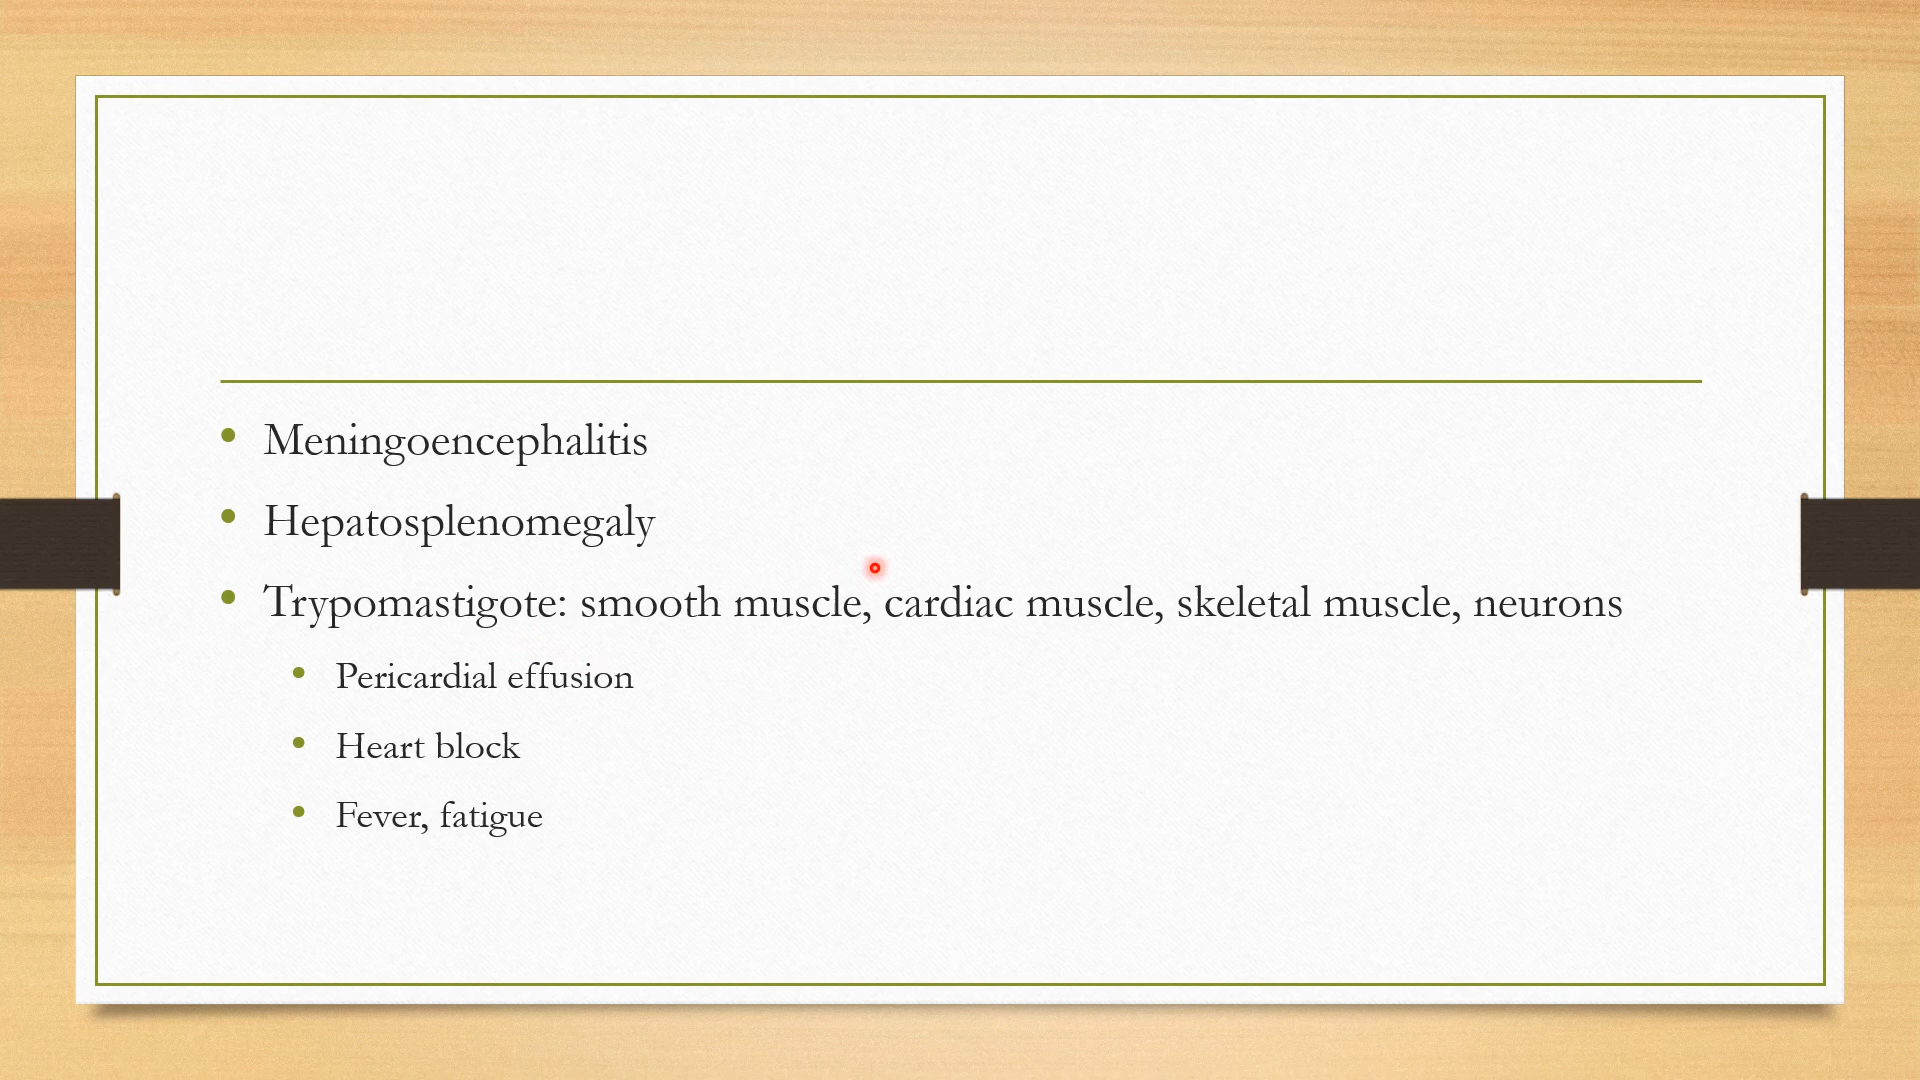 Meningoencephalitis
Hepatosplenomegaly
Trypomastigote: smooth muscle, cardiac muscle, skeletal muscle, neurons
Pericardial effusion
Heart block
Fever, fatigue